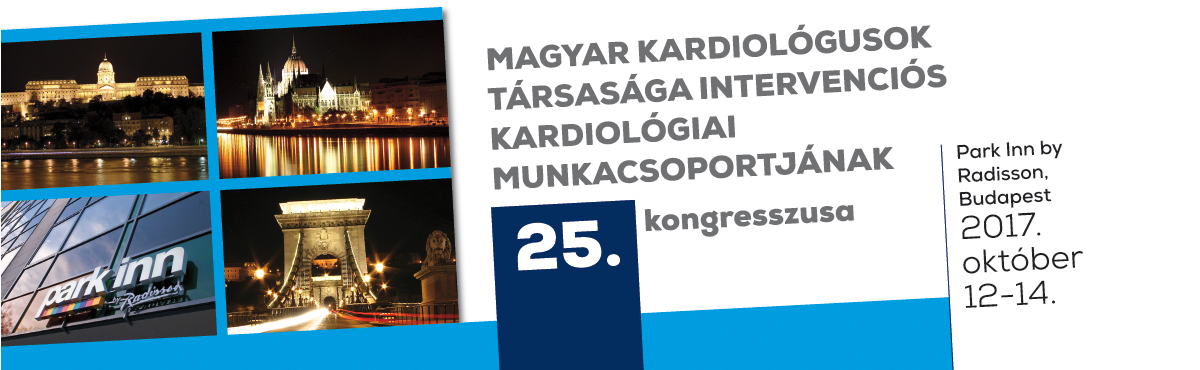 MAGYAR KARDIOLÓGUSOK
TÁRSASÁGA INTERVENCIÓS
KARDIOLÓGIAI
MUNKACSOPORTJÁNAK
25.
kongresszusa
Park Inn by
Radisson,
Budapest
2017.
október
12-14.
park inn
by Radisson